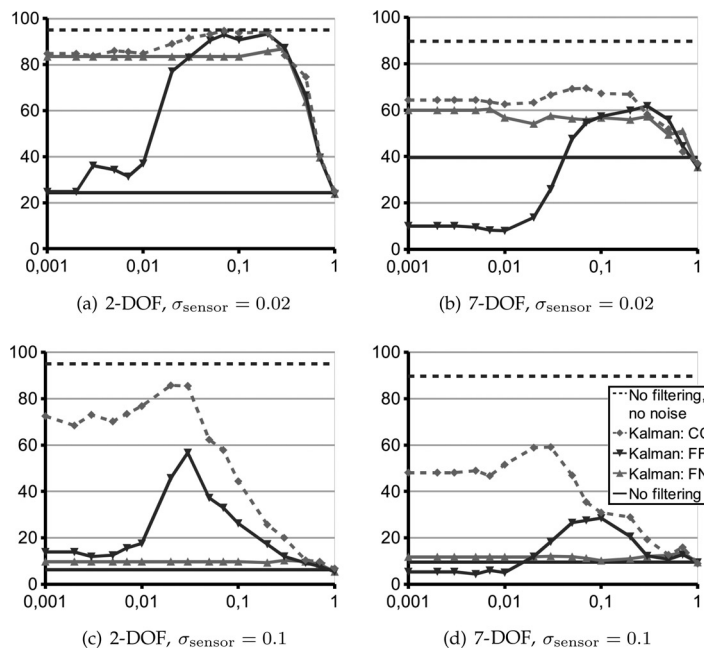 100
80
60
40
20
0
0,001 0,01 0,1 1
(a) 2-DOF, σsensor = 0.02
100
80
60
40
20
0
0,001 0,01 0,1 1
(b) 7-DOF, σsensor = 0.02
100
80
60
40
20
0
0,001 0,01 0,1 1
(c) 2-DOF, σsensor = 0.1
100
80
60
40
20
0
0,001 0,01 0,1 1
No filtering,
no noise
Kalman: CC
Kalman: FF
Kalman: FN
No filtering
(d) 7-DOF, σsensor = 0.1